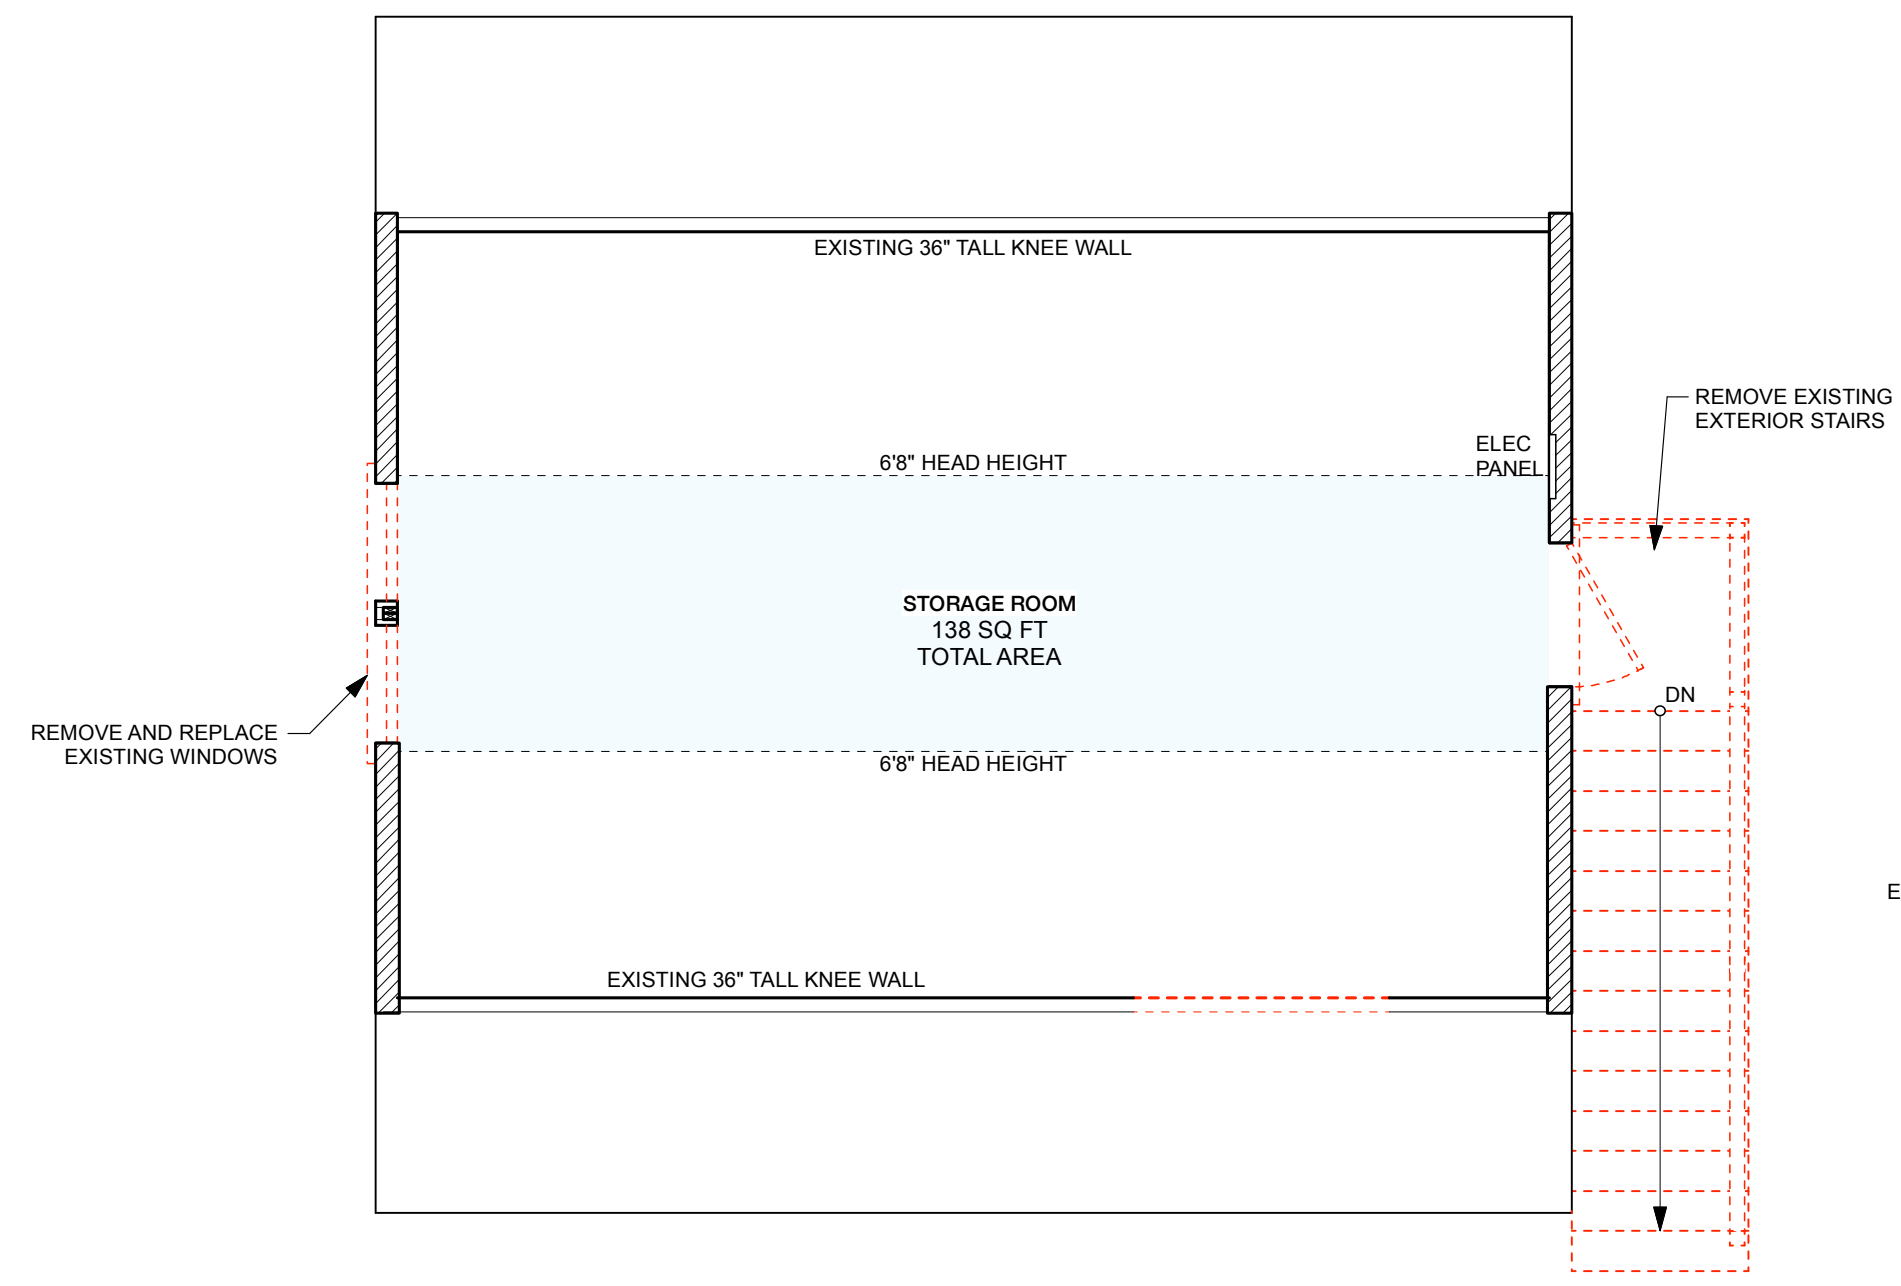 EXISTING 36" TALL KNEE WALL
REMOVE EXISTING
EXTERIOR STAIRS
ELEC
PANEL
6'8" HEAD HEIGHT
STORAGE ROOM
138 SQ FT
TOTAL AREA
DN
REMOVE AND REPLACE
EXISTING WINDOWS
6'8" HEAD HEIGHT
E
EXISTING 36" TALL KNEE WALL